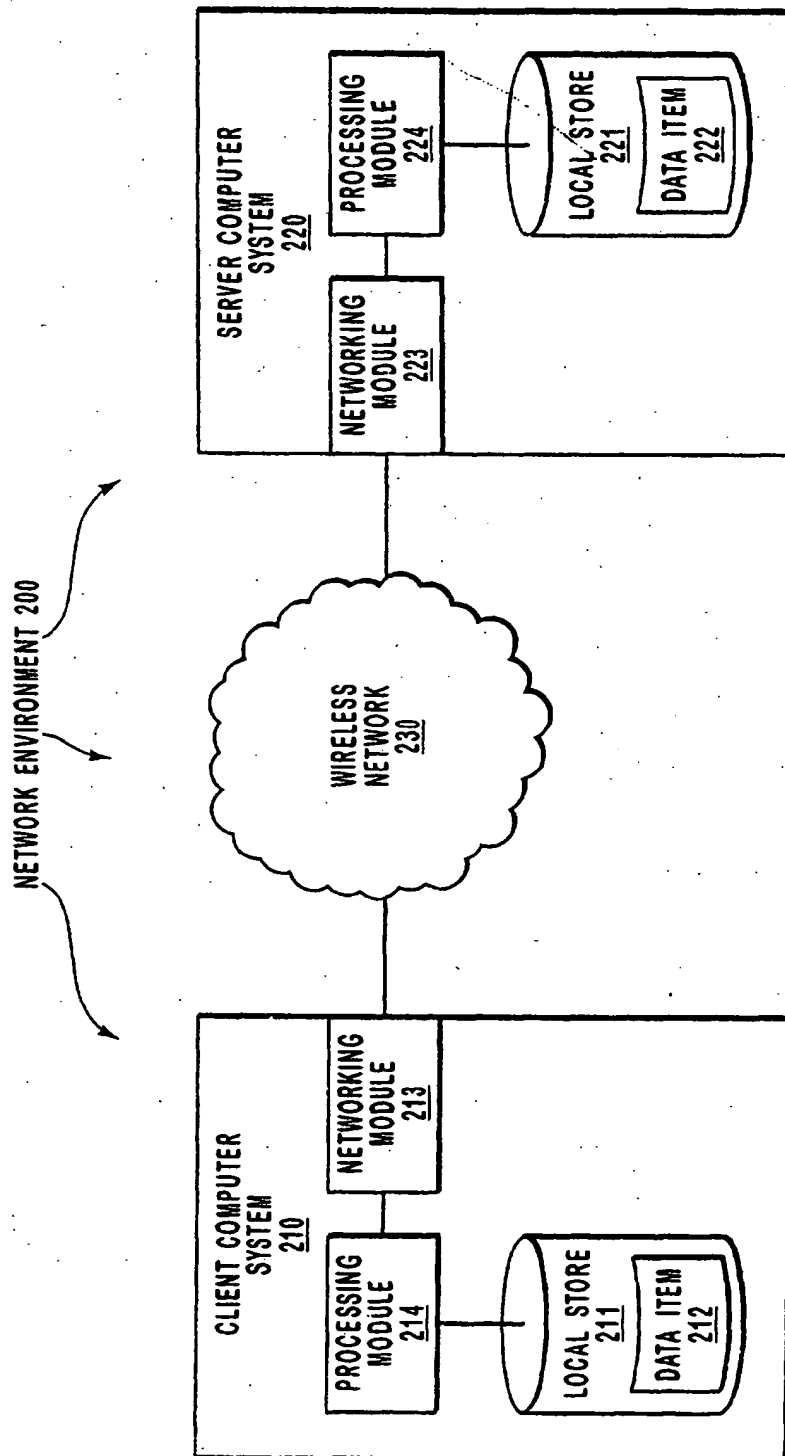 NETWORK ENVIRONMENT 200
CLIENT COMPUTER
SYSTEM
210
PROCESSING
MODULE
214
NETWORKING
MODULE
213
LOCAL STORE
211
DATA ITEM
212
WIRELESS
NETWORK
230
SERVER COMPUTER
SYSTEM
220
NETWORKING
MODULE
223
PROCESSING
MODULE
224
LOCAL STORE
221
DATA ITEM
222